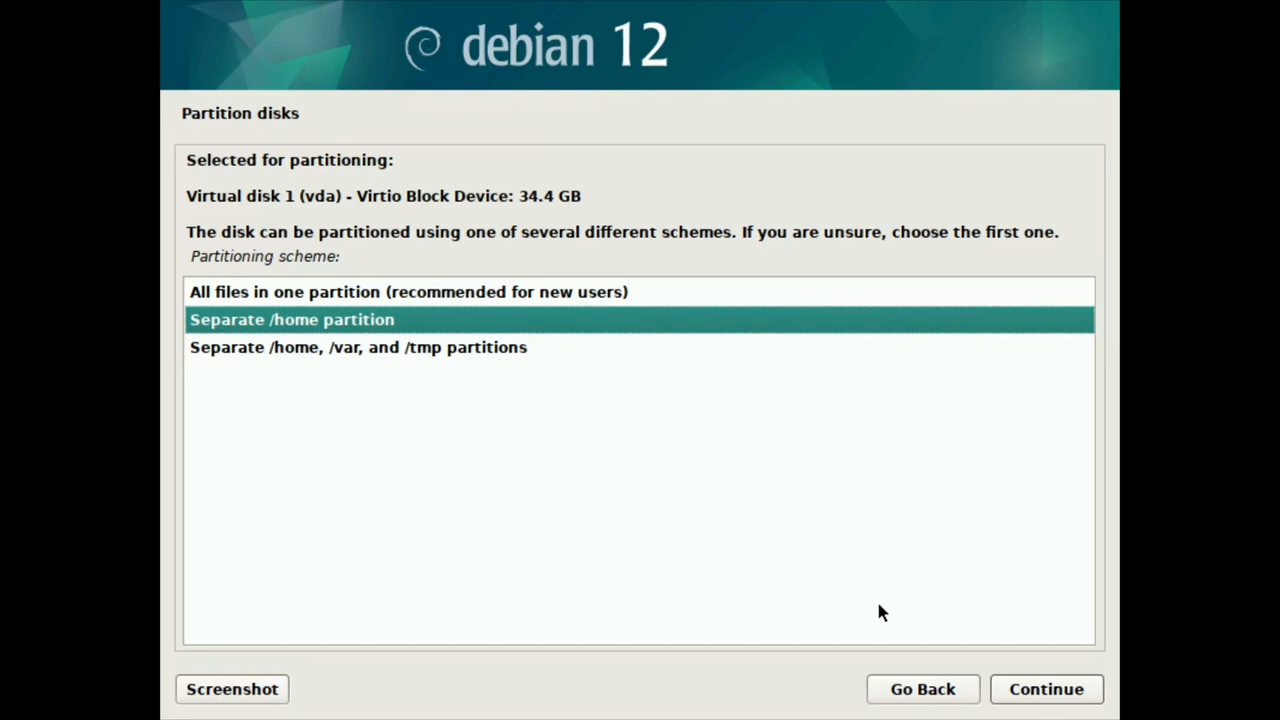 debian 12
Partition disks
Selected for partitioning:
Virtual disk 1 (vda) - Virtio Block Device: 34.4 GB
The disk can be partitioned using one of several different schemes. If you are unsure, choose the first one.
Partitioning scheme:
All files in one partition (recommended for new users)
Separate /home partition
Separate /home, /var, and /tmp partitions
Screenshot
Go Back
Continue